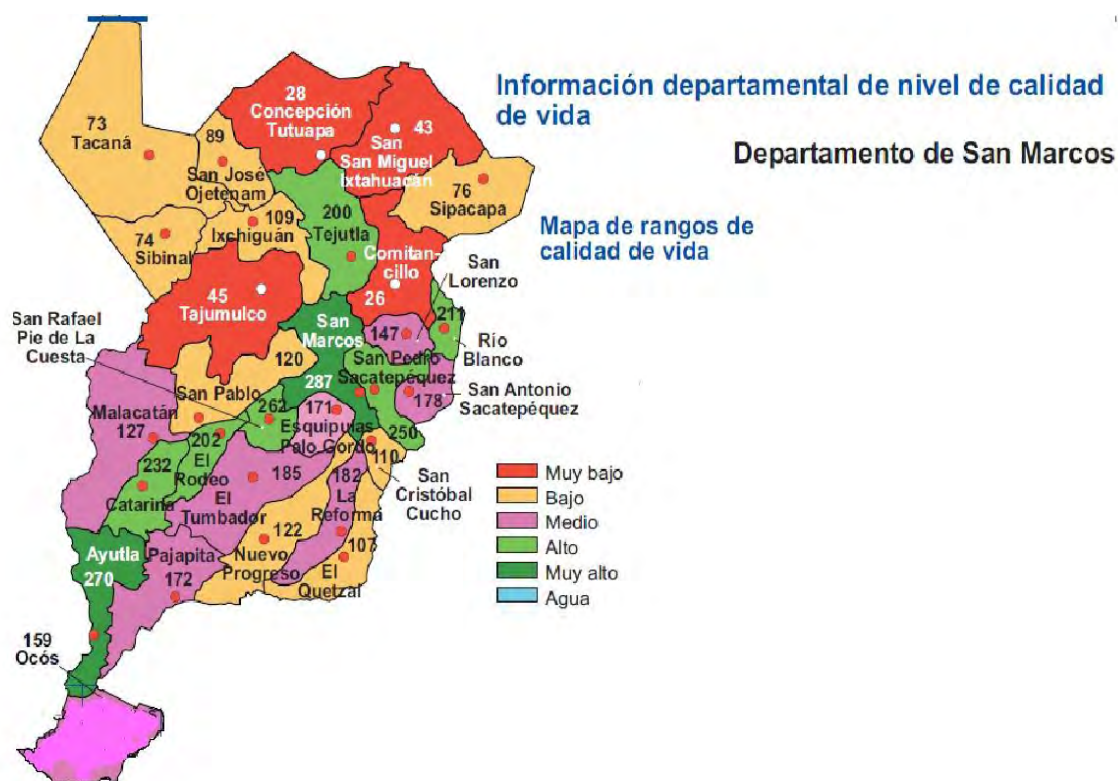 Información departamental de nivel de calidad
de vida
Departamento de San Marcos
Mapa de rangos de
calidad de vida
28
Concepción
Tutuapa
43
San
San Miguel
Ixtahuacán
73
Tacaná
89
San José
Ojetenam
76
Sipacapa
200
Tejutla
109
Ixchiguán
74
Sibinal
Comitan-
cillo
26
San
Lorenzo
45
Tajumulco
San
Marcos
287
147
211
Río
Blanco
San Rafael
Pie de La
Cuesta
120
San Pablo
San Pedro
Sacatepéquez
San Antonio
Sacatepéquez
178
Malacatán
127
262
171
Esquipulas
Palo Gordo
250
202
El
Rodeo
232
Catarina
185
El
Tumbador
182
La
Reforma
110
San
Cristóbal
Cucho
122
Nuevo
Progreso
107
El
Quetzal
Ayutla
270
Pajapita
172
159
Ocós
Muy bajo
Bajo
Medio
Alto
Muy alto
Agua